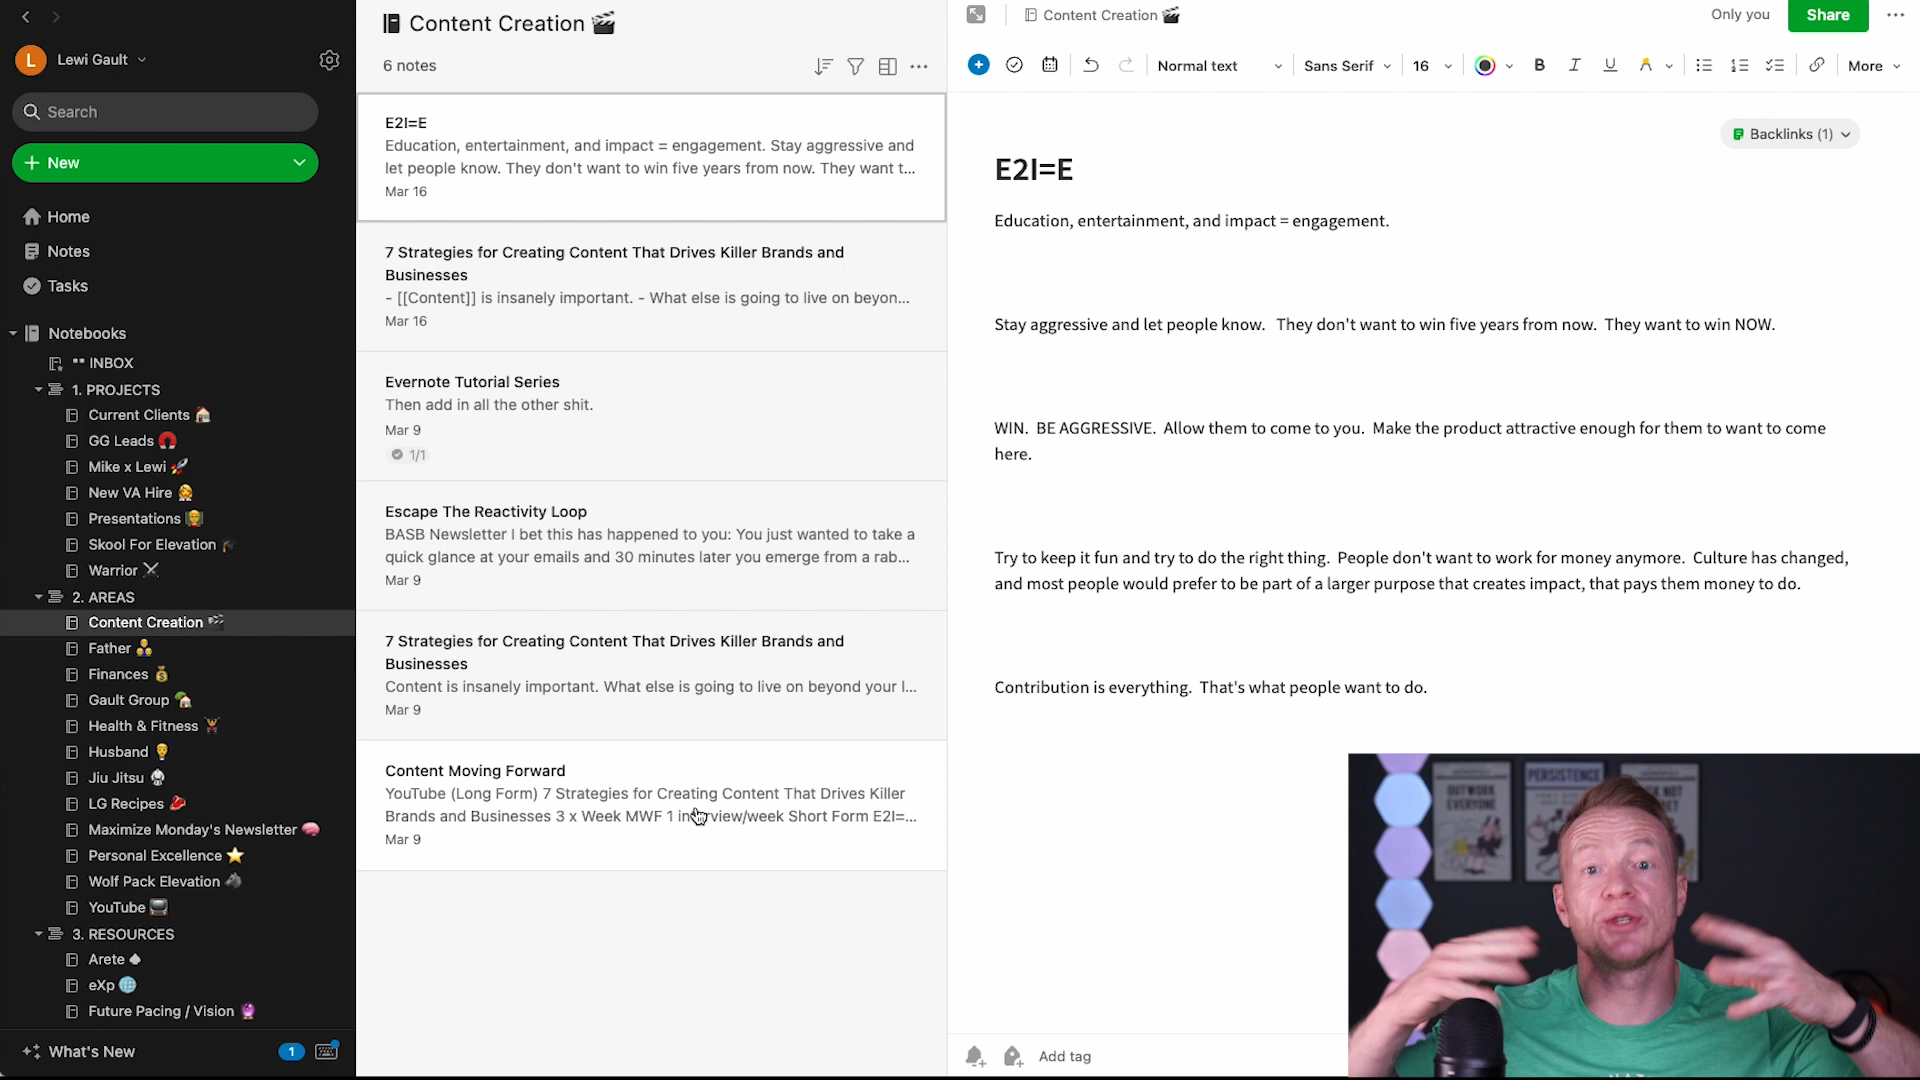 Lewi Gault
Search
New
Home
Notes
Tasks
Notebooks
** INBOX
1. PROJECTS
Current Clients 🏠
GG Leads 🧲
Mike x Lewi 🚀
New VA Hire 👩‍💼
Presentations 👨‍🏫
Skool For Elevation 🎓
Warrior ⚔️
2. AREAS
Content Creation 🎬
Father 👨‍👦
Finances 💰
Gault Group 🏡
Health & Fitness 🏋️
Husband 🤵
Jiu Jitsu 🥋
LG Recipes 🥩
Maximize Monday's Newsletter 🧠
Personal Excellence ⭐
Wolf Pack Elevation 🐺
YouTube 📺
3. RESOURCES
Arete ♠
eXp 🌐
Future Pacing / Vision 🔮
What's New
1
Content Creation 🎬
6 notes
E2I=E
Education, entertainment, and impact = engagement. Stay aggressive and
let people know. They don't want to win five years from now. They want t...
Mar 16
7 Strategies for Creating Content That Drives Killer Brands and
Businesses
- [[Content]] is insanely important. - What else is going to live on beyon...
Mar 16
Evernote Tutorial Series
Then add in all the other shit.
Mar 9
1/1
Escape The Reactivity Loop
BASB Newsletter I bet this has happened to you: You just wanted to take a
quick glance at your emails and 30 minutes later you emerge from a rab...
Mar 9
7 Strategies for Creating Content That Drives Killer Brands and
Businesses
Content is insanely important. What else is going to live on beyond your l...
Mar 9
Content Moving Forward
YouTube (Long Form) 7 Strategies for Creating Content That Drives Killer
Brands and Businesses 3 x Week MWF 1 interview/week Short Form E2I=...
Mar 9
Content Creation 🎬
Only you
Share
Normal text
Sans Serif
16
B
I
U
A
More
Backlinks (1)
E2I=E
Education, entertainment, and impact = engagement.
Stay aggressive and let people know. They don't want to win five years from now. They want to win NOW.
WIN. BE AGGRESSIVE. Allow them to come to you. Make the product attractive enough for them to want to come
here.
Try to keep it fun and try to do the right thing. People don't want to work for money anymore. Culture has changed,
and most people would prefer to be part of a larger purpose that creates impact, that pays them money to do.
Contribution is everything. That's what people want to do.
Add tag
OUTWORK
EVERYONE
PERSISTENCE